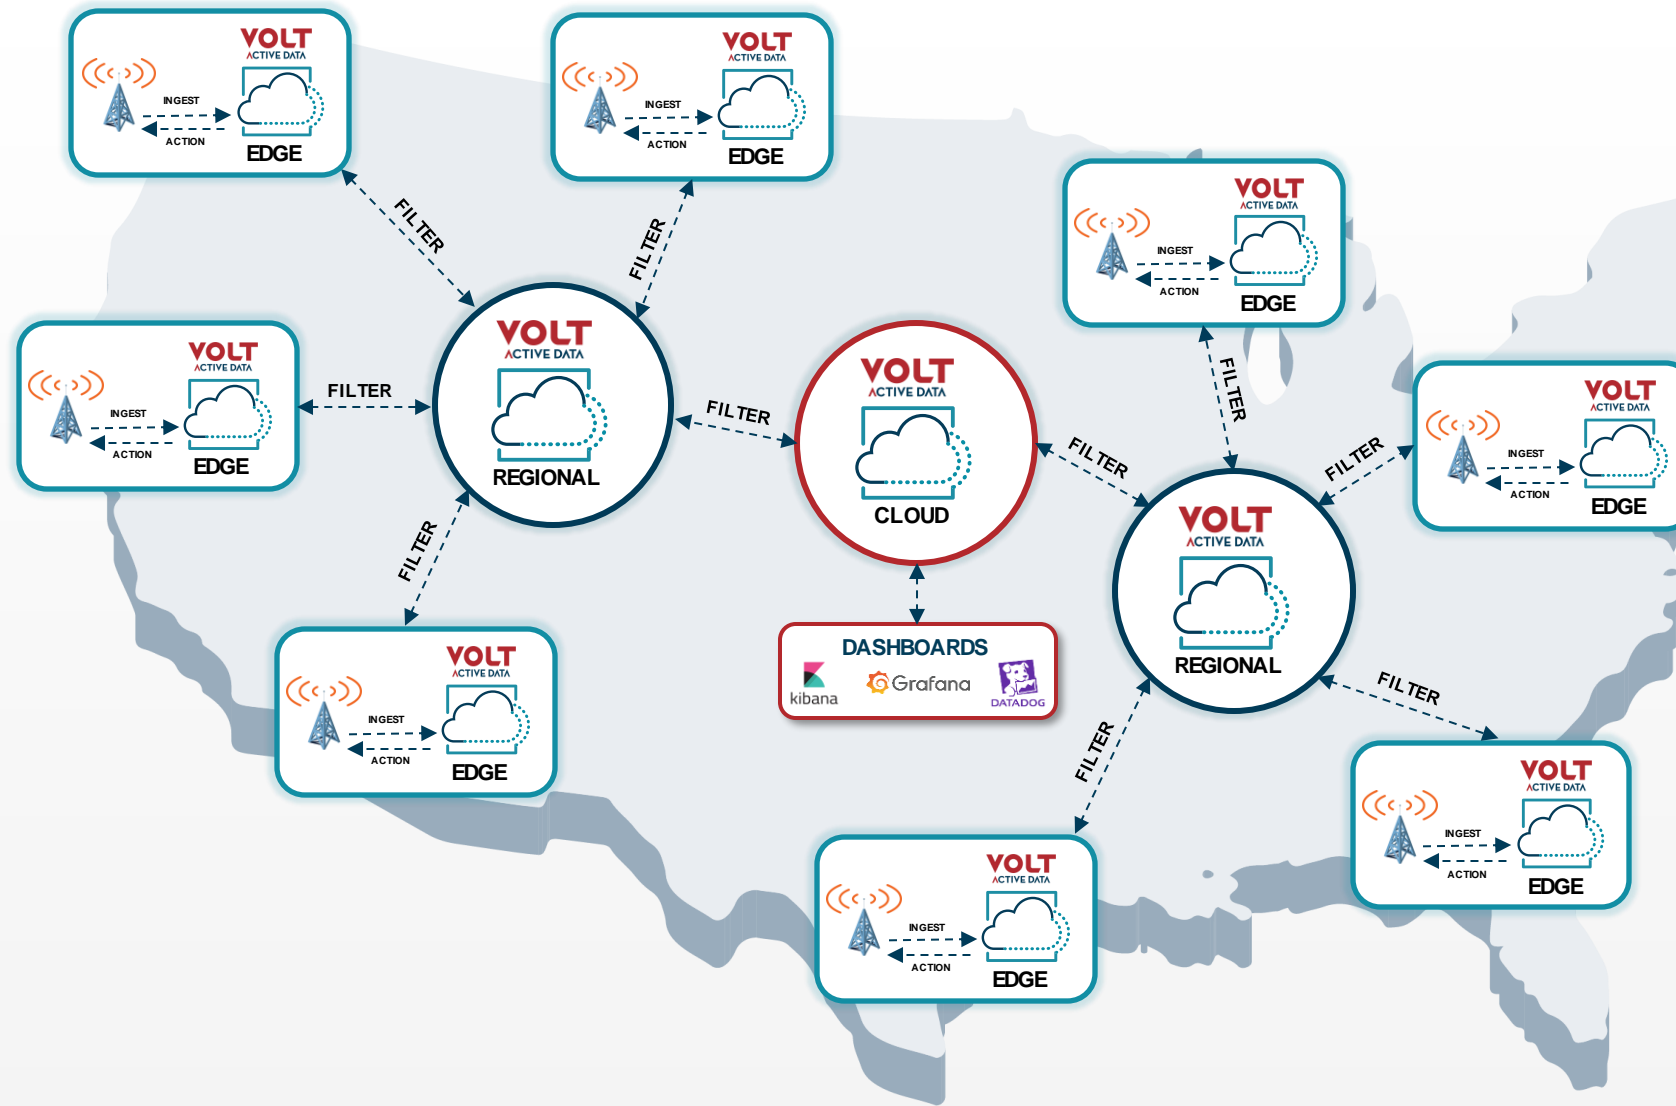 VOLT
ACTIVE DATA
INGEST
ACTION
EDGE
VOLT
ACTIVE DATA
INGEST
ACTION
EDGE
VOLT
ACTIVE DATA
INGEST
ACTION
EDGE
FILTER
FILTER
VOLT
ACTIVE DATA
REGIONAL
VOLT
ACTIVE DATA
INGEST
ACTION
EDGE
FILTER
FILTER
VOLT
ACTIVE DATA
CLOUD
FILTER
FILTER
VOLT
ACTIVE DATA
INGEST
ACTION
EDGE
FILTER
FILTER
VOLT
ACTIVE DATA
REGIONAL
VOLT
ACTIVE DATA
INGEST
ACTION
EDGE
FILTER
DASHBOARDS
kibana
Grafana
DATADOG
FILTER
FILTER
VOLT
ACTIVE DATA
INGEST
ACTION
EDGE
VOLT
ACTIVE DATA
INGEST
ACTION
EDGE